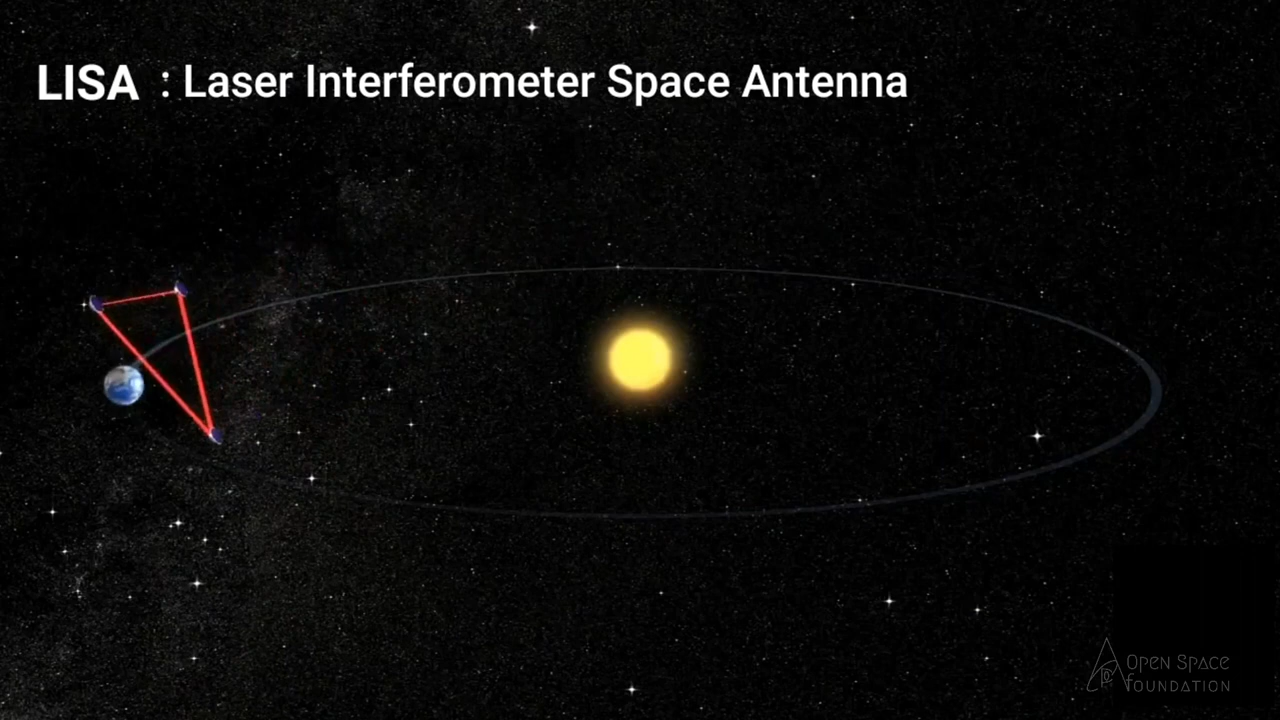 LISA : Laser Interferometer Space Antenna
OPEN SPACE
FOUNDATION